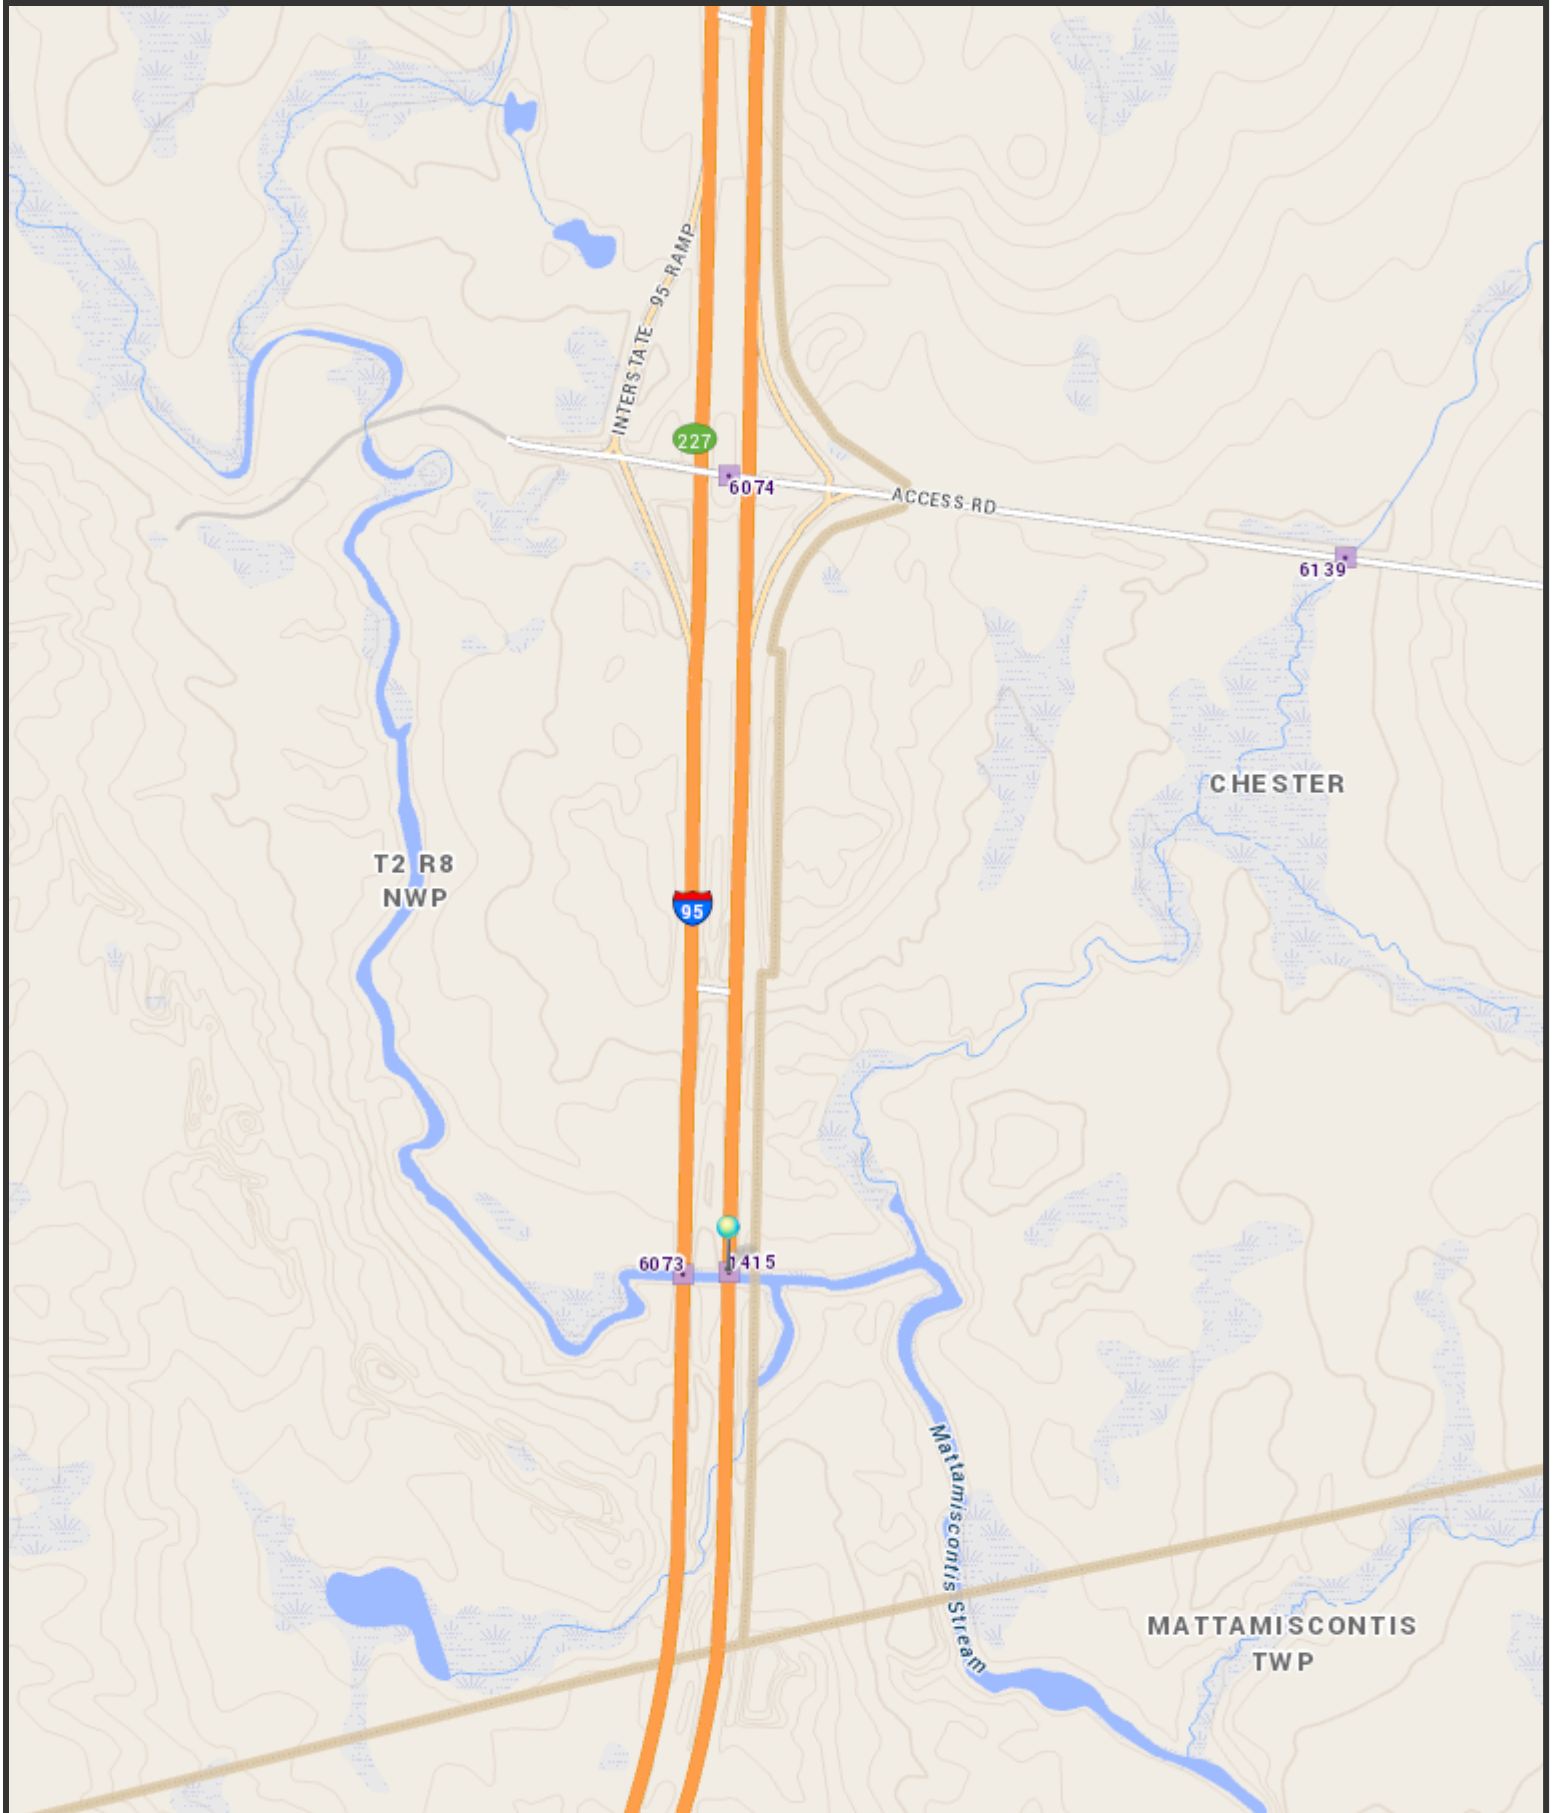 INTERSTATE 95 RAMP
227
6074
ACCESS RD
6139
CHESTER
T2 R8
NWP
95
6073
1415
Mattamiscontis Stream
MATTAMISCONTIS
TWP